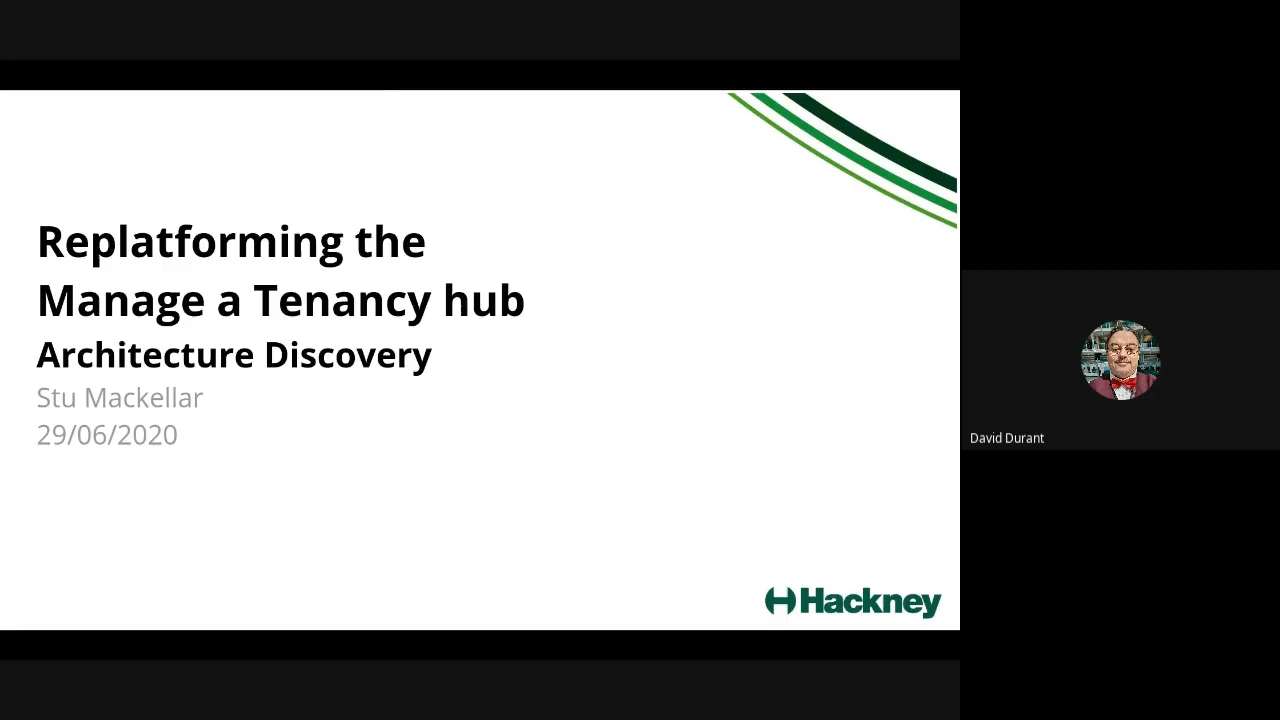 Replatforming the
Manage a Tenancy hub
Architecture Discovery
Stu Mackellar
29/06/2020
Hackney
David Durant